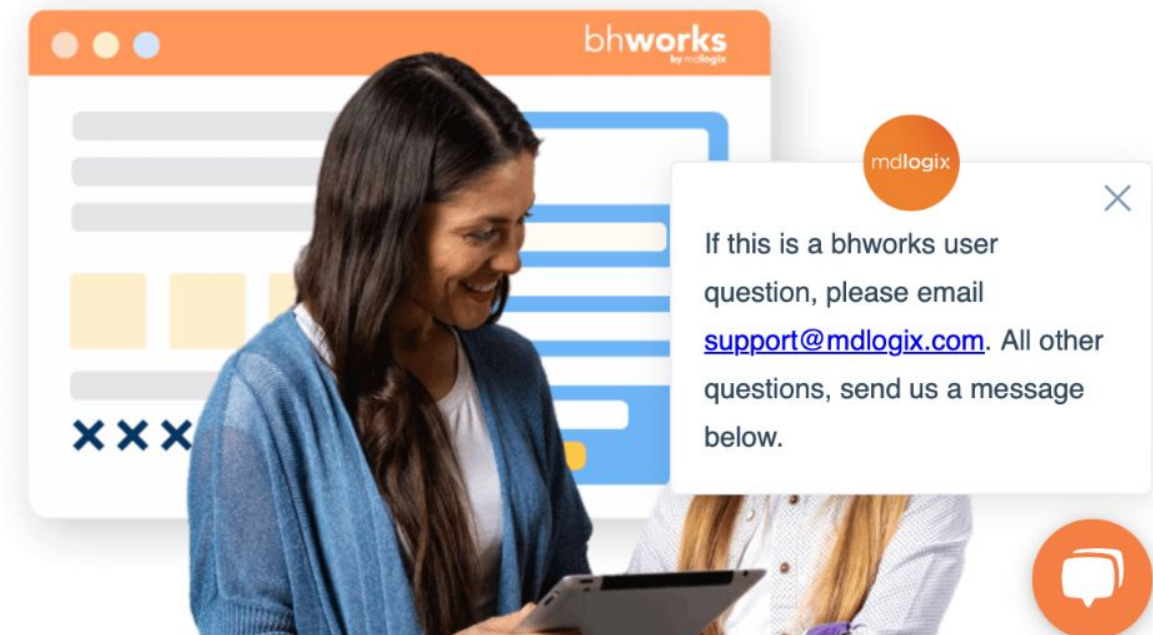 bhworks
by mdlogix
mdlogix
If this is a bhworks user
question, please email
support@mdlogix.com. All other
questions, send us a message
below.